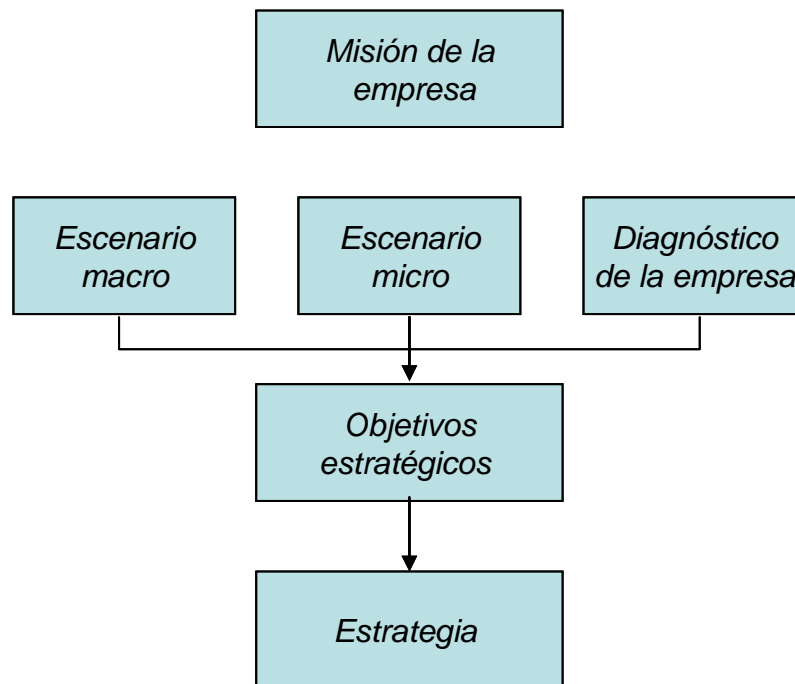 Misión de la
empresa
Escenario
macro
Escenario
micro
Diagnóstico
de la empresa
Objetivos
estratégicos
Estrategia